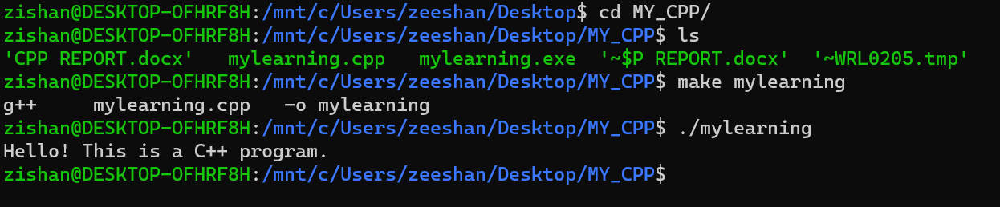 zishan@DESKTOP-OFHRF8H:/mnt/c/Users/zeeshan/Desktop$ cd MY_CPP/
zishan@DESKTOP-OFHRF8H:/mnt/c/Users/zeeshan/Desktop/MY_CPP$ ls
'CPP REPORT.docx'   mylearning.cpp   mylearning.exe  '~$P REPORT.docx'  '~WRL0205.tmp'
zishan@DESKTOP-OFHRF8H:/mnt/c/Users/zeeshan/Desktop/MY_CPP$ make mylearning
g++     mylearning.cpp   -o mylearning
zishan@DESKTOP-OFHRF8H:/mnt/c/Users/zeeshan/Desktop/MY_CPP$ ./mylearning
Hello! This is a C++ program.
zishan@DESKTOP-OFHRF8H:/mnt/c/Users/zeeshan/Desktop/MY_CPP$